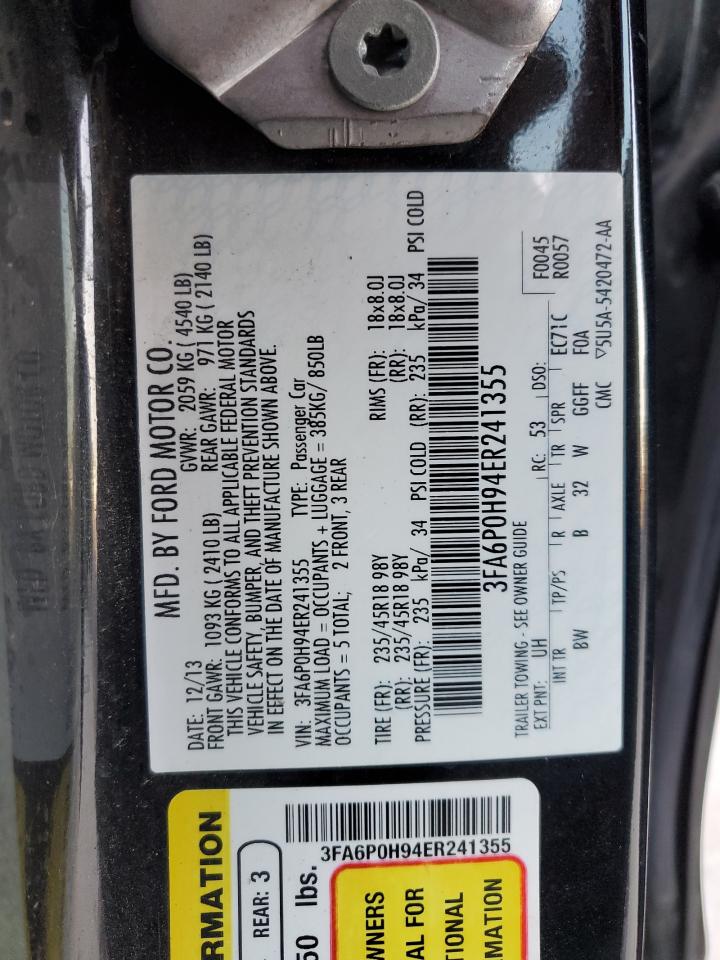 MFD. BY FORD MOTOR CO.
DATE: 12/13 GVWR: 2059 KG ( 4540 LB)
FRONT GAWR: 1093 KG ( 2410 LB) REAR GAWR: 971 KG ( 2140 LB)
THIS VEHICLE CONFORMS TO ALL APPLICABLE FEDERAL MOTOR
VEHICLE SAFETY, BUMPER, AND THEFT PREVENTION STANDARDS
IN EFFECT ON THE DATE OF MANUFACTURE SHOWN ABOVE.
VIN: 3FA6P0H94ER241355 TYPE: Passenger Car
MAXIMUM LOAD = OCCUPANTS + LUGGAGE = 385KG/ 850LB
OCCUPANTS = 5 TOTAL; 2 FRONT, 3 REAR
TIRE (FR): 235/45R18 98Y RIMS (FR): 18x8.0J
(RR): 235/45R18 98Y (RR): 18x8.0J
PRESSURE (FR): 235 kPa/ 34 PSI COLD (RR): 235 kPa/ 34 PSI COLD
3FA6P0H94ER241355
TRAILER TOWING - SEE OWNER GUIDE F0045
EXT PNT: UH RC: 53 DSO: R0057
INT TR TP/PS R AXLE TR SPR EC71C
BW B 32 W GGFF F0A
CMC ▽5U5A-5420472-AA
RMATION
REAR: 3
50 lbs.
3FA6P0H94ER241355
WNERS
AL FOR
TIONAL
MATION